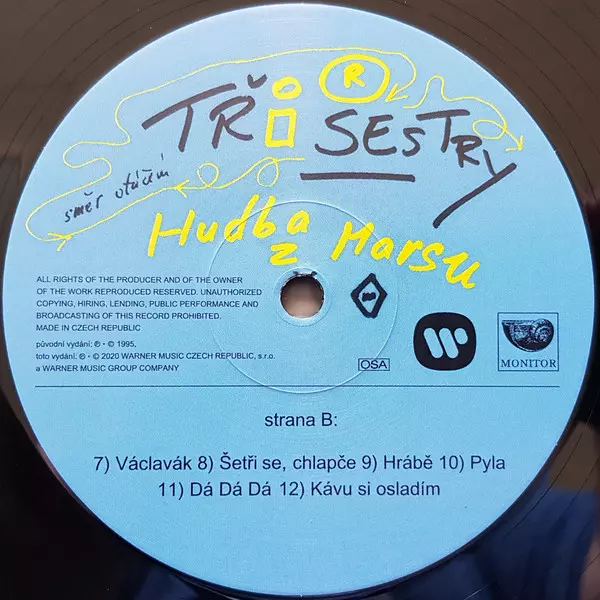 R
TŘi SESTRY
směr otáčení
Hudba
z Marsu
ALL RIGHTS OF THE PRODUCER AND OF THE OWNER
OF THE WORK REPRODUCED RESERVED. UNAUTHORIZED
COPYING, HIRING, LENDING, PUBLIC PERFORMANCE AND
BROADCASTING OF THIS RECORD PROHIBITED.
MADE IN CZECH REPUBLIC
původní vydání: ℗ • © 1995,
toto vydání: ℗ • © 2020 WARNER MUSIC CZECH REPUBLIC, s.r.o.
a WARNER MUSIC GROUP COMPANY
OSA
MONITOR
strana B:
7) Václavák 8) Šetři se, chlapče 9) Hrábě 10) Pyla
11) Dá Dá Dá 12) Kávu si osladím